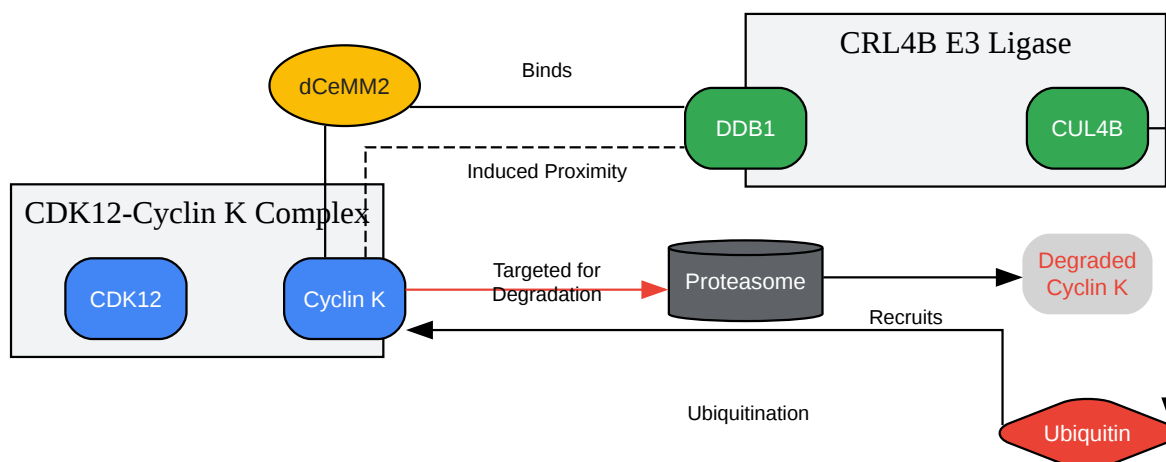 CRL4B E3 Ligase
Binds
dCeMM2
DDB1
CUL4B
Induced Proximity
CDK12-Cyclin K Complex
CDK12
Cyclin K
Targeted for
Degradation
Proteasome
Degraded
Cyclin K
Recruits
Ubiquitination
Ubiquitin